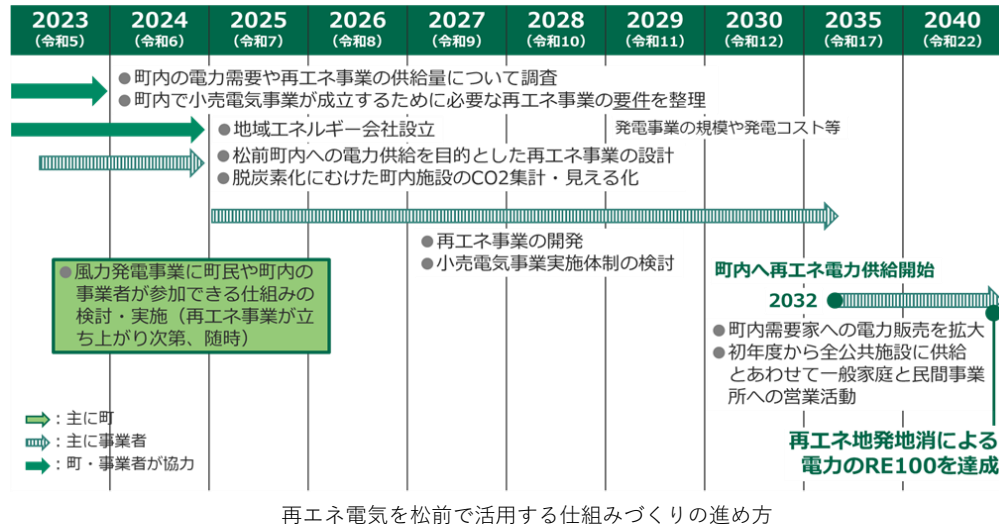 2023 2024 2025 2026 2027 2028 2029 2030 2035 2040
(令和5) (令和6) (令和7) (令和8) (令和9) (令和10) (令和11) (令和12) (令和17) (令和22)
●町内の電力需要や再エネ事業の供給量について調査
●町内で小売電気事業が成立するために必要な再エネ事業の要件を整理
●地域エネルギー会社設立
発電事業の規模や発電コスト等
●松前町内への電力供給を目的とした再エネ事業の設計
●脱炭素化にむけた町内施設のCO2集計・見える化
●再エネ事業の開発
●小売電気事業実施体制の検討
●風力発電事業に町民や町内の
事業者が参加できる仕組みの
検討・実施（再エネ事業が立
ち上がり次第、随時）
町内へ再エネ電力供給開始
2032
●町内需要家への電力販売を拡大
●初年度から全公共施設に供給
とあわせて一般家庭と民間事業
所への営業活動
：主に町
：主に事業者
：町・事業者が協力
再エネ地発地消による
電力のRE100を達成
再エネ電気を松前で活用する仕組みづくりの進め方